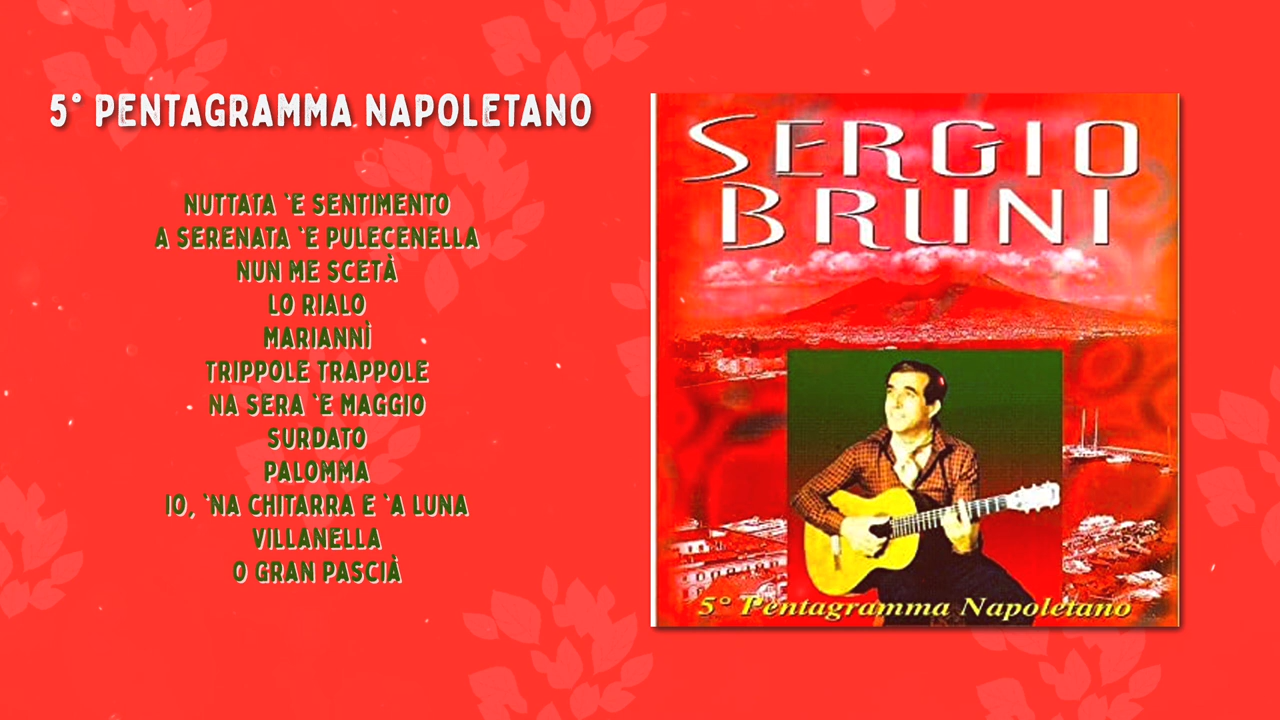 5° PENTAGRAMMA NAPOLETANO
NUTTATA 'E SENTIMENTO
A SERENATA 'E PULECENELLA
NUN ME SCETÀ
LO RIALO
MARIANNÌ
TRIPPOLE TRAPPOLE
NA SERA 'E MAGGIO
SURDATO
PALOMMA
IO, 'NA CHITARRA E 'A LUNA
VILLANELLA
O GRAN PASCIÀ
SERGIO
BRUNI
5° Pentagramma Napoletano